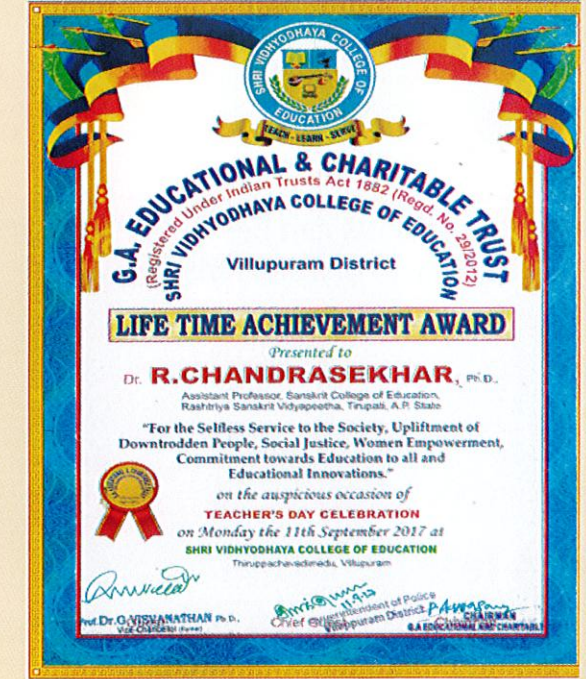 SHRI VIDHYODHAYA COLLEGE OF
EDUCATION
TEACH - LEARN - SERVE
G.A. EDUCATIONAL & CHARITABLE TRUST
(Registered Under Indian Trusts Act 1882 (Regd. No. 29/2012)
SHRI VIDHYODHAYA COLLEGE OF EDUCATION
Villupuram District
LIFE TIME ACHIEVEMENT AWARD
Presented to
Dr. R.CHANDRASEKHAR, Ph.D.,
Assistant Professor, Sanskrit College of Education,
Rashtriya Sanskrit Vidyapeetha, Tirupati, A.P. State
"For the Selfless Service to the Society, Upliftment of
Downtrodden People, Social Justice, Women Empowerment,
Commitment towards Education to all and
Educational Innovations."
on the auspicious occasion of
TEACHER'S DAY CELEBRATION
on Monday the 11th September 2017 at
SHRI VIDHYODHAYA COLLEGE OF EDUCATION
Thiruppachavadimedu, Villupuram
Prof.Dr.G.VISVANATHAN Ph.D.,
Vice-Chancellor (Former)
Chief
Superintendent of Police
Villuppuram District
CHAIRMAN
G.A EDUCATIONAL AND CHARITABLE